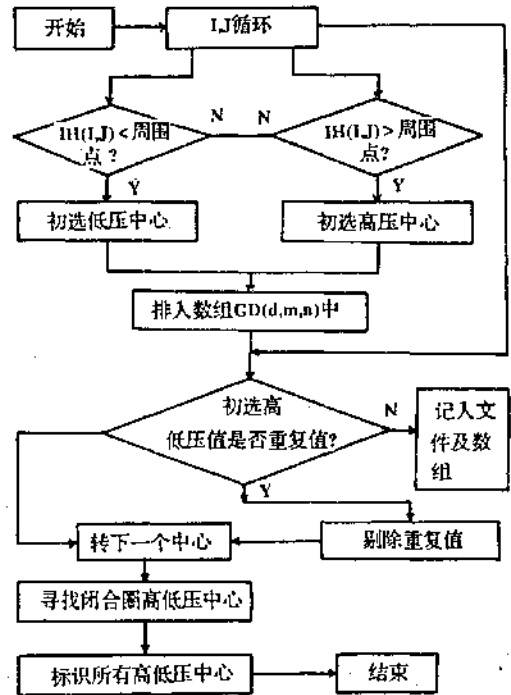 开始
I,J循环
IH(I,J)<周围
点?
N
N
IH(I,J)>周围
点?
Y
Y
初选低压中心
初选高压中心
排入数组GD(d,m,n)中
初选高
低压值是否重复值?
N
记入文
件及数
组
Y
转下一个中心
剔除重复值
寻找闭合圈高低压中心
标识所有高低压中心
结束